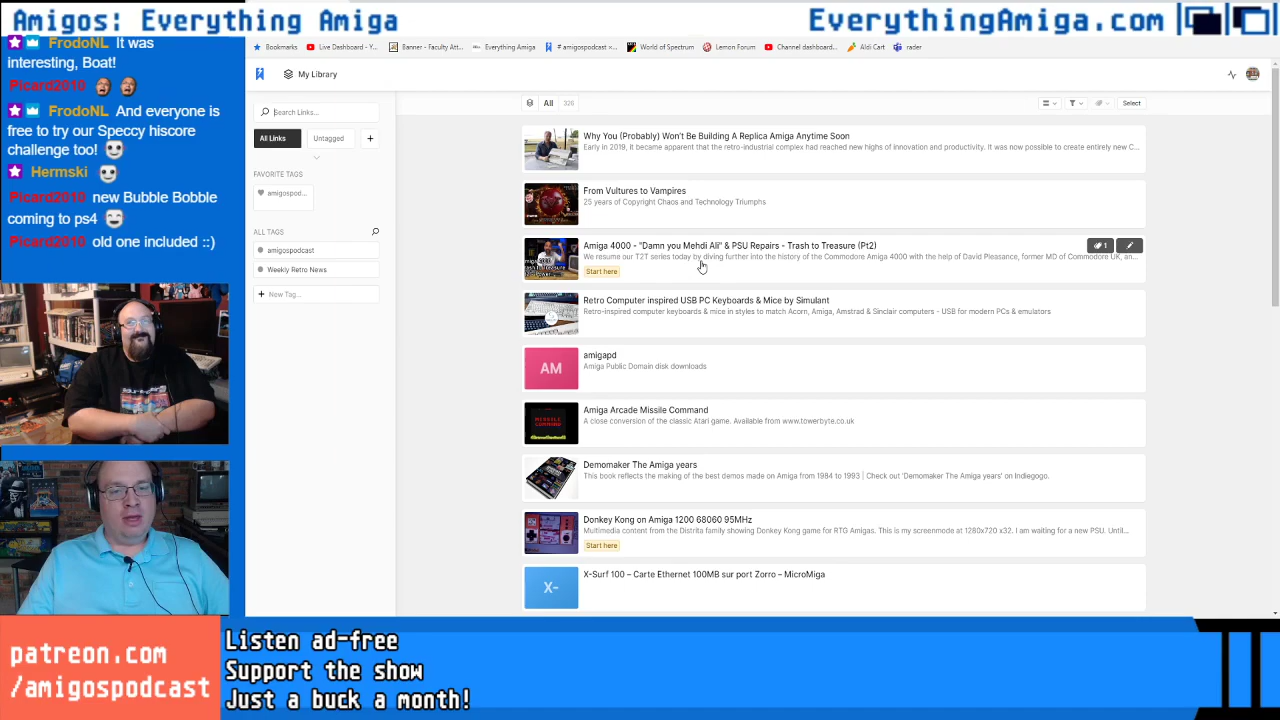 Amigos: Everything Amiga
EverythingAmiga.com
FrodoNL It was
interesting, Boat!
Picard2010
FrodoNL And everyone is
free to try our Speccy hiscore
challenge too!
Hermski
Picard2010 new Bubble Bobble
coming to ps4
Picard2010 old one included ::)
Bookmarks
Live Dashboard - Y...
Banner - Faculty Att...
Everything Amiga
# amigospodcast ×...
World of Spectrum
Lemon Forum
Channel dashboard...
Aldi Cart
rader
My Library
Search Links...
All Links
Untagged
+
FAVORITE TAGS
amigospod...
ALL TAGS
amigospodcast
Weekly Retro News
+ New Tag...
All 326
Select
Why You (Probably) Won't Be Building A Replica Amiga Anytime Soon
Early in 2019, it became apparent that the retro-industrial complex had reached new highs of innovation and productivity. It was now possible to create entirely new C...
From Vultures to Vampires
25 years of Copyright Chaos and Technology Triumphs
Amiga 4000 - "Damn you Mehdi Ali" & PSU Repairs - Trash to Treasure (Pt2)
We resume our T2T series today by diving further into the history of the Commodore Amiga 4000 with the help of David Pleasance, former MD of Commodore UK, an...
Start here
1
Retro Computer inspired USB PC Keyboards & Mice by Simulant
Retro-inspired computer keyboards & mice in styles to match Acorn, Amiga, Amstrad & Sinclair computers - USB for modern PCs & emulators
AM
amigapd
Amiga Public Domain disk downloads
Amiga Arcade Missile Command
A close conversion of the classic Atari game. Available from www.towerbyte.co.uk
Demomaker The Amiga years
This book reflects the making of the best demos made on Amiga from 1984 to 1993 | Check out 'Demomaker The Amiga years' on Indiegogo.
Donkey Kong on Amiga 1200 68060 95MHz
Multimedia content from the Distrita family showing Donkey Kong game for RTG Amigas. This is my screenmode at 1280x720 x32. I am waiting for a new PSU. Until...
Start here
X-
X-Surf 100 – Carte Ethernet 100MB sur port Zorro – MicroMiga
patreon.com
/amigospodcast
Listen ad-free
Support the show
Just a buck a month!